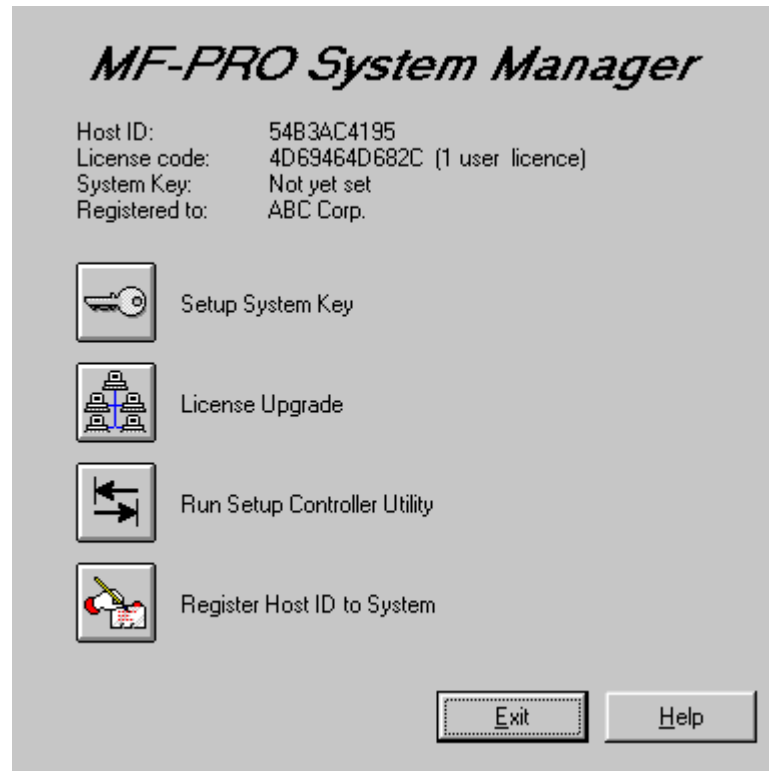 MF-PRO System Manager
Host ID: 54B3AC4195
License code: 4D69464D682C (1 user licence)
System Key: Not yet set
Registered to: ABC Corp.
Setup System Key
License Upgrade
Run Setup Controller Utility
Register Host ID to System
Exit Help